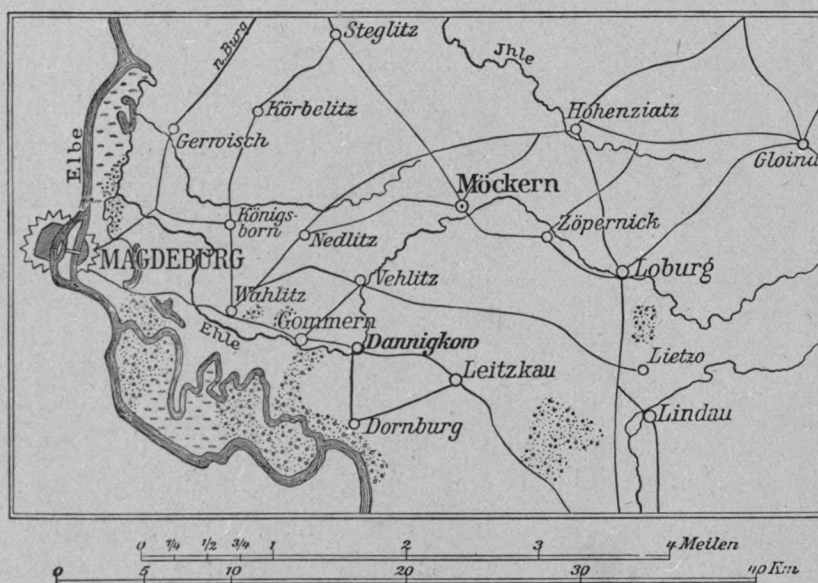 Steglitz
n. Burg
Jhle
Körbelitz
Hohenziatz
Gerwisch
Elbe
Gloind
Möckern
Königs-
born
Nedlitz
Zöpernick
MAGDEBURG
Loburg
Vehlitz
Wahlitz
Gommern
Ehle
Dannigkow
Lietzo
Leitzkau
Lindau
Dornburg
0 1/4 1/2 3/4 1 2 3 4 Meilen
0 5 10 20 30 40 Km